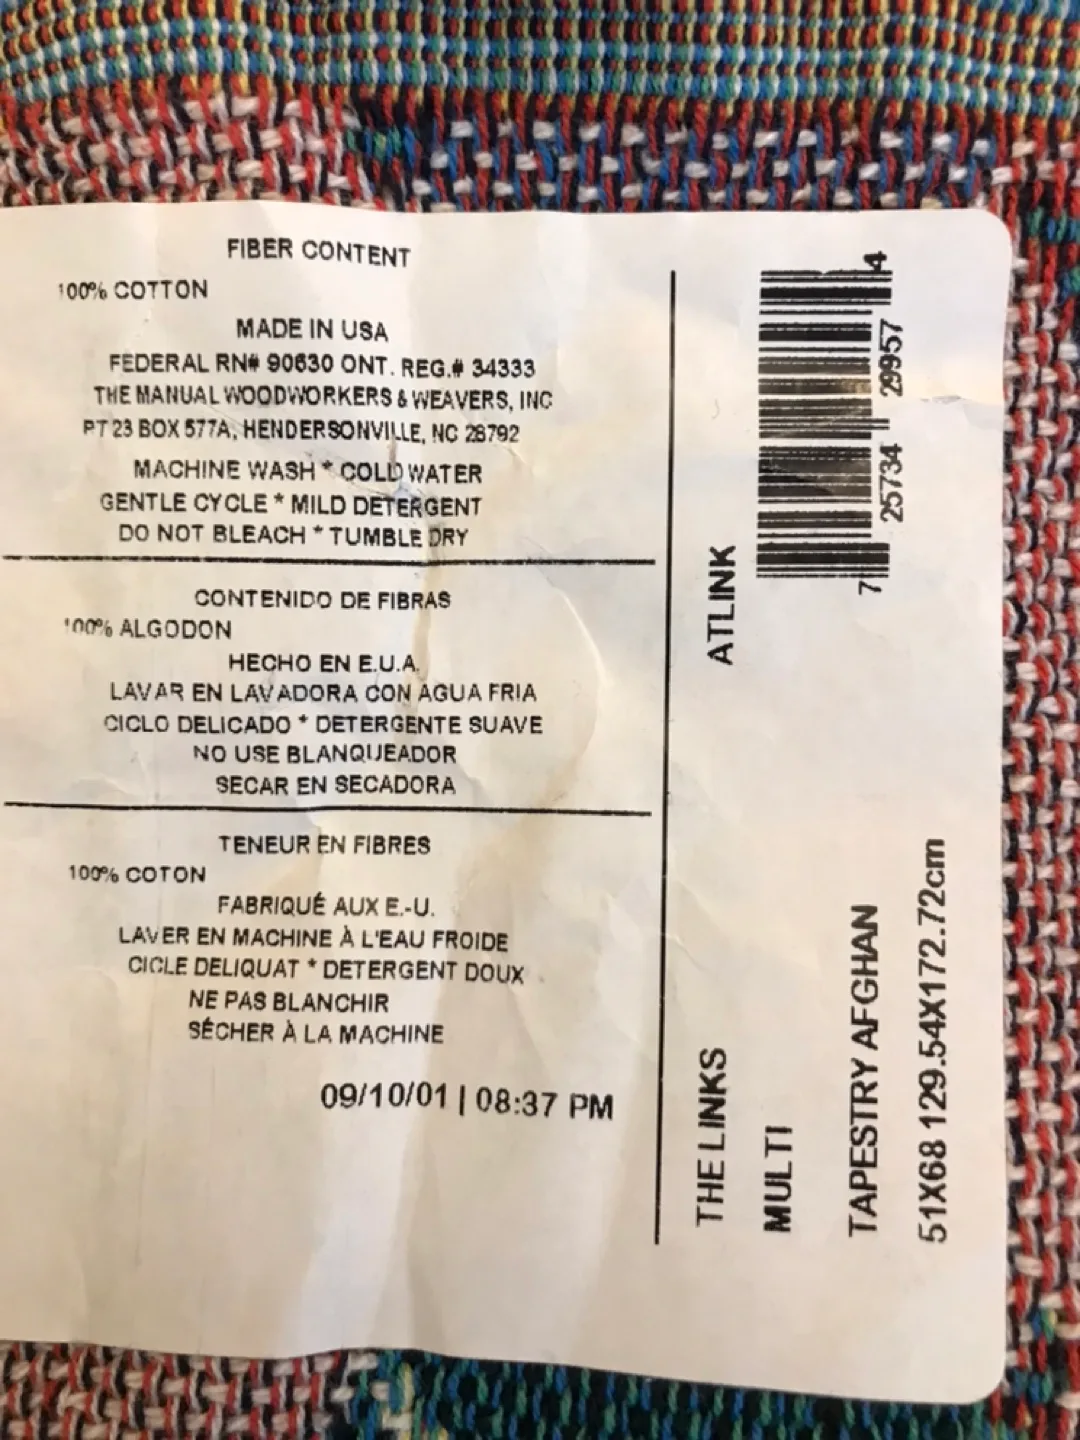 FIBER CONTENT
100% COTTON
MADE IN USA
FEDERAL RN# 90630 ONT. REG.# 34333
THE MANUAL WOODWORKERS & WEAVERS, INC
PT 23 BOX 577A, HENDERSONVILLE, NC 28792
MACHINE WASH * COLD WATER
GENTLE CYCLE * MILD DETERGENT
DO NOT BLEACH * TUMBLE DRY
CONTENIDO DE FIBRAS
100% ALGODON
HECHO EN E.U.A.
LAVAR EN LAVADORA CON AGUA FRIA
CICLO DELICADO * DETERGENTE SUAVE
NO USE BLANQUEADOR
SECAR EN SECADORA
TENEUR EN FIBRES
100% COTON
FABRIQUÉ AUX E.-U.
LAVER EN MACHINE À L'EAU FROIDE
CICLE DELIQUAT * DETERGENT DOUX
NE PAS BLANCHIR
SÉCHER À LA MACHINE
09/10/01 | 08:37 PM
THE LINKS ATLINK
MULTI
7 25734 29957 4
TAPESTRY AFGHAN
51X68 129.54X172.72cm